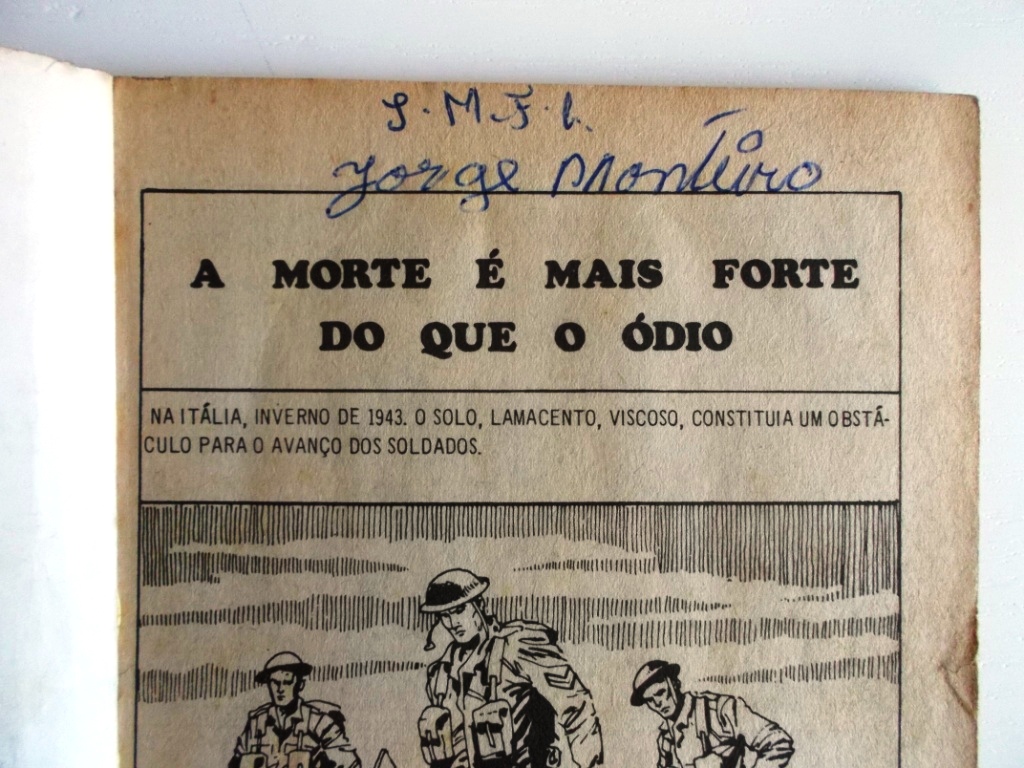 S. M. F. l.
Jorge Monteiro
A MORTE É MAIS FORTE
DO QUE O ÓDIO
NA ITÁLIA, INVERNO DE 1943. O SOLO, LAMACENTO, VISCOSO, CONSTITUIA UM OBSTÁ-
CULO PARA O AVANÇO DOS SOLDADOS.